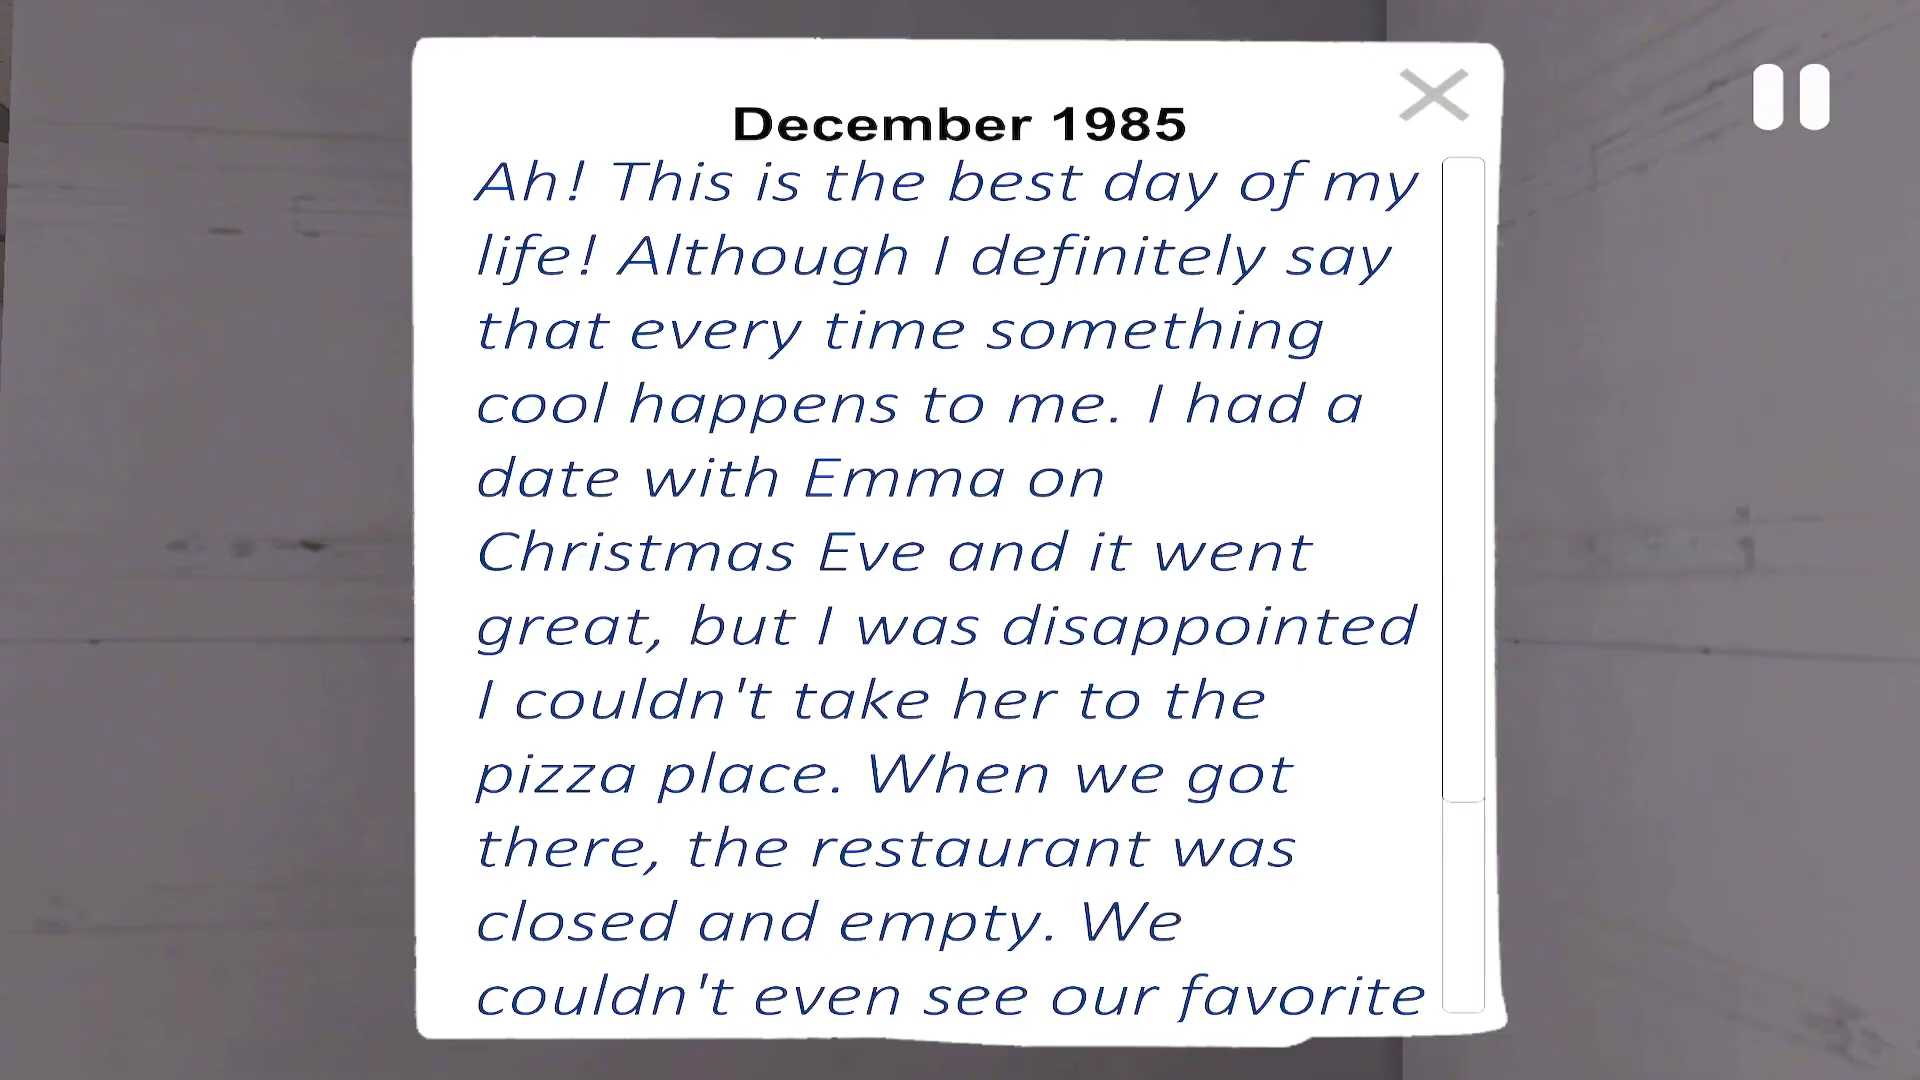 December 1985
Ah! This is the best day of my
life! Although I definitely say
that every time something
cool happens to me. I had a
date with Emma on
Christmas Eve and it went
great, but I was disappointed
I couldn't take her to the
pizza place. When we got
there, the restaurant was
closed and empty. We
couldn't even see our favorite